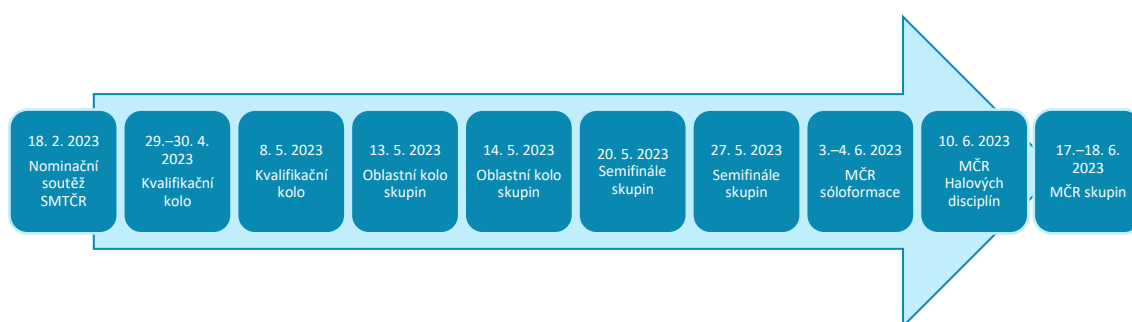 18. 2. 2023
Nominační
soutěž
SMTČR
29.–30. 4.
2023
Kvalifikační
kolo
8. 5. 2023
Kvalifikační
kolo
13. 5. 2023
Oblastní kolo
skupin
14. 5. 2023
Oblastní kolo
skupin
20. 5. 2023
Semifinále
skupin
27. 5. 2023
Semifinále
skupin
3.–4. 6. 2023
MČR
sóloformace
10. 6. 2023
MČR
Halových
disciplín
17.–18. 6.
2023
MČR skupin